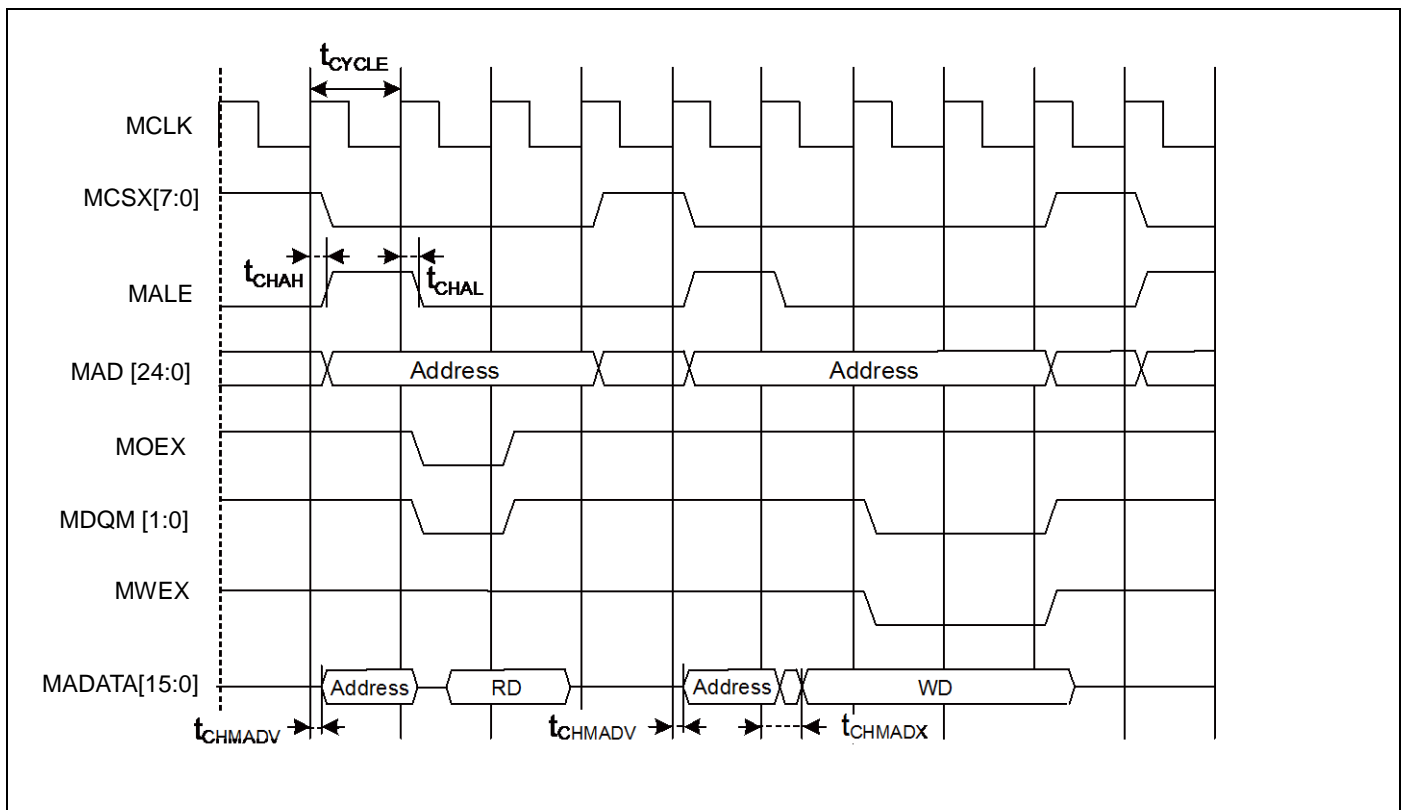 tCYCLE
MCLK
MCSX[7:0]
tCHAH
tCHAL
MALE
MAD [24:0]
Address
Address
MOEX
MDQM [1:0]
MWEX
MADATA[15:0]
Address
RD
Address
WD
tCHMADV
tCHMADV
tCHMADX